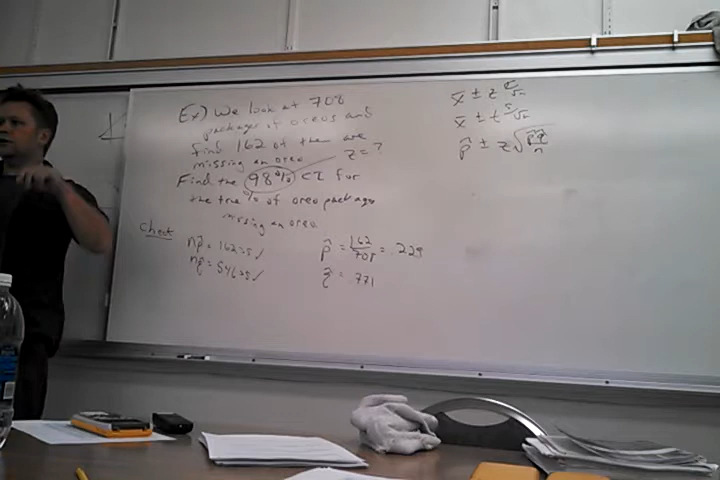 Ex) We look at 708
packages of oreos and
find 162 of them are
missing an oreo z=?
Find the 98% CI for
the true % of oreo packages
missing an oreo
Check
np̂ = 162 ≥ 5 ✓
nq̂ = 546 ≥ 5 ✓
p̂ = 162/708 = .229
q̂ = .771
x̄ ± z σ/√n
x̄ ± t s/√n
p̂ ± z √(p̂q̂/n)